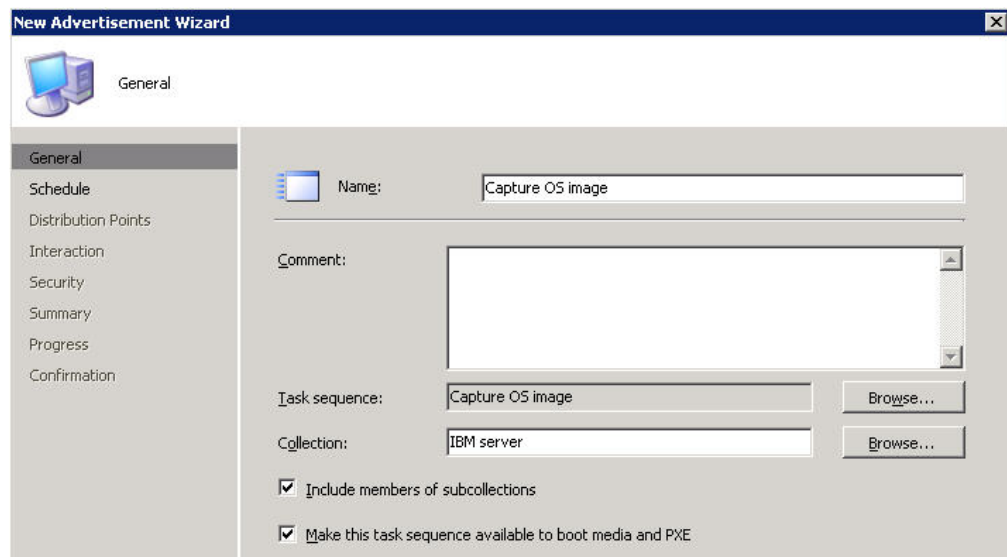 New Advertisement Wizard
General
General
Schedule
Distribution Points
Interaction
Security
Summary
Progress
Confirmation
Name: Capture OS image
Comment:
Task sequence: Capture OS image Browse...
Collection: IBM server Browse...
Include members of subcollections
Make this task sequence available to boot media and PXE